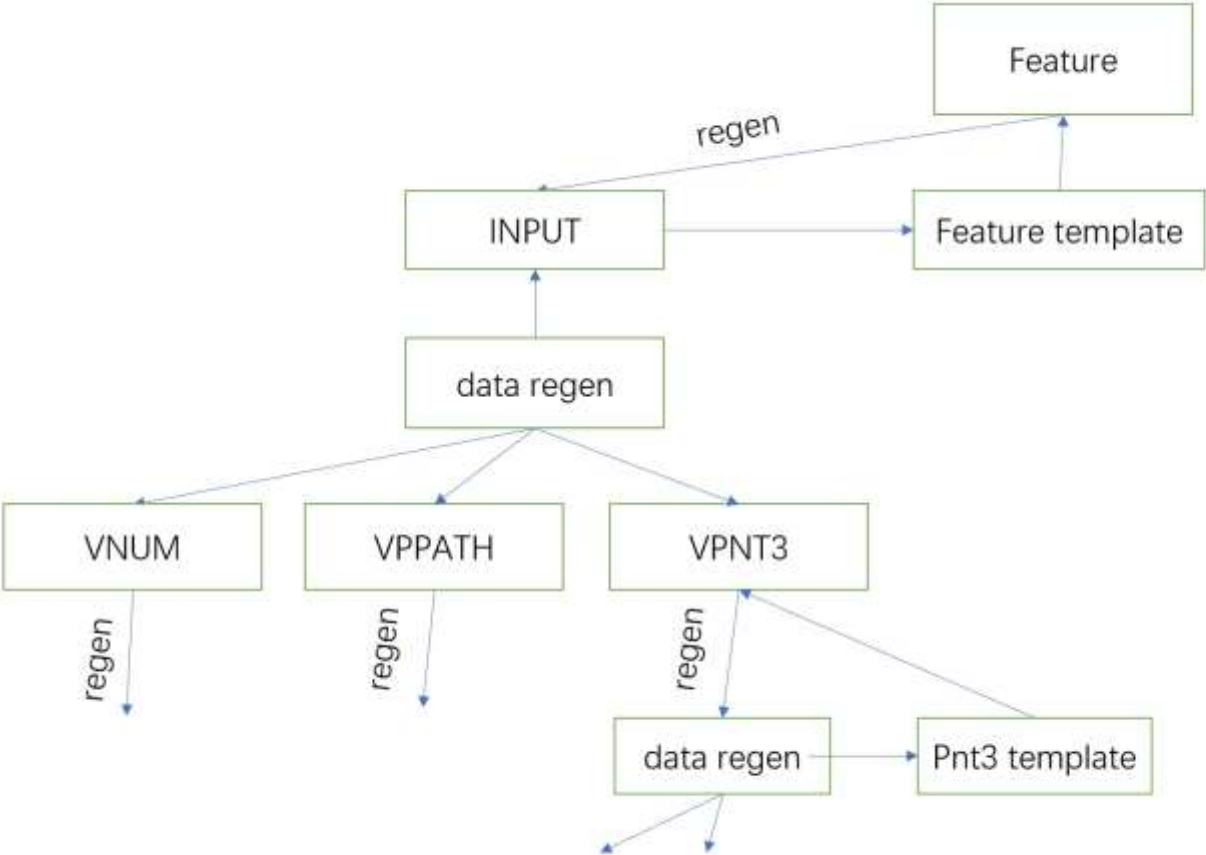 Feature
regen
INPUT
Feature template
data regen
VNUM
VPPATH
VPNT3
regen
regen
regen
data regen
Pnt3 template